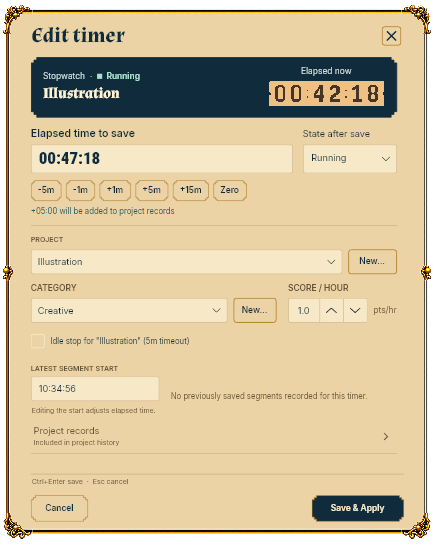 Edit timer
Stopwatch · Running
Elapsed now
Illustration
00:42:18
Elapsed time to save
State after save
00:47:18
Running
-5m
-1m
+1m
+5m
+15m
Zero
+05:00 will be added to project records
PROJECT
Illustration
New...
CATEGORY
SCORE / HOUR
Creative
New...
1.0
pts/hr
Idle stop for "Illustration" (5m timeout)
LATEST SEGMENT START
10:34:56
No previously saved segments recorded for this timer.
Editing the start adjusts elapsed time.
Project records
Included in project history
Ctrl+Enter save · Esc cancel
Cancel
Save & Apply